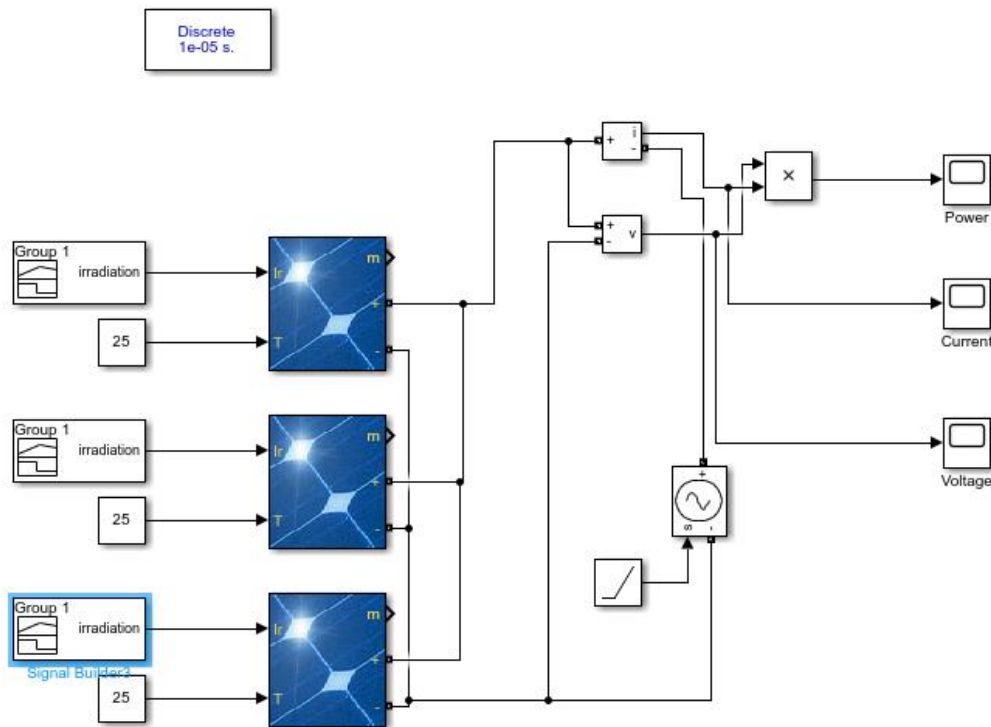 Discrete
1e-05 s.
+
i
-
×
Power
+
-
v
Group 1
irradiation
Ir
m
+
25
T
-
Current
Group 1
irradiation
Ir
m
+
25
T
-
Voltage
+
s
-
Group 1
irradiation
Ir
m
+
Signal Builder3
25
T
-